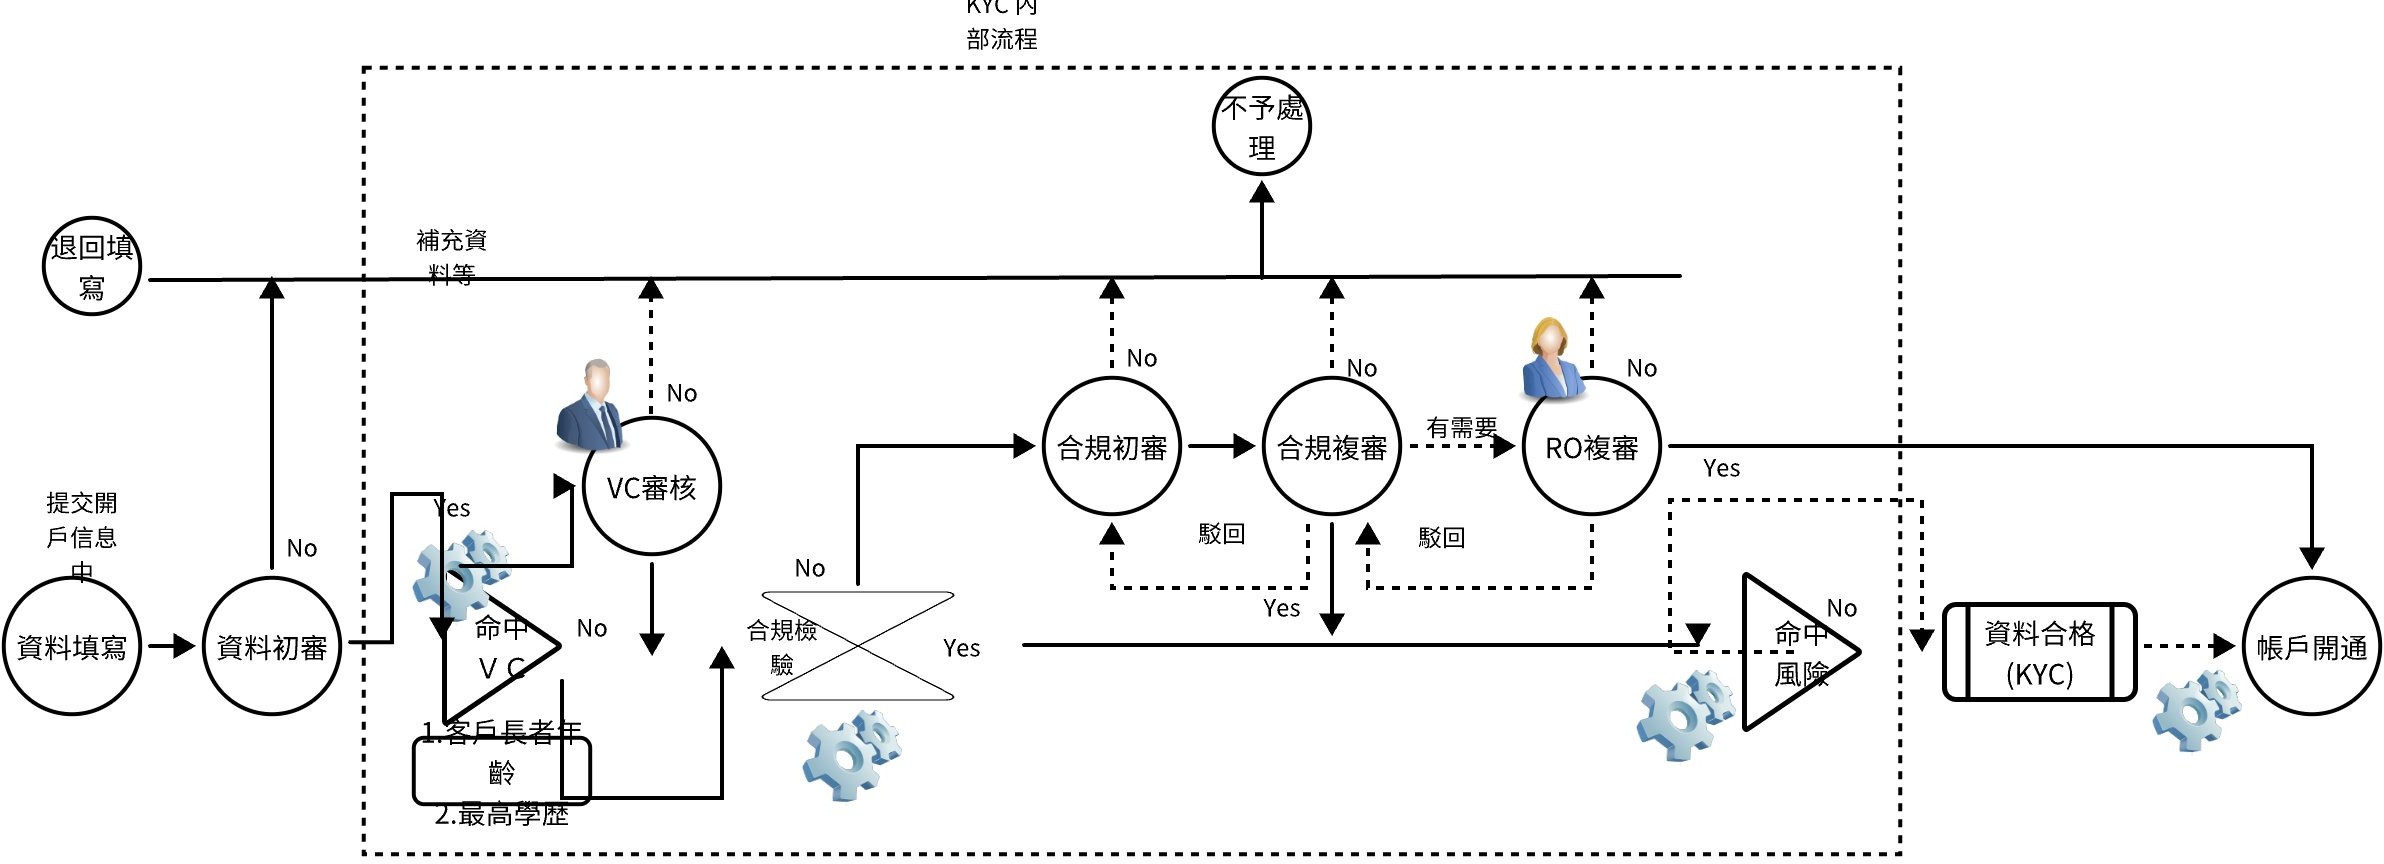 KYC 內
部流程
不予處
理
退回填
寫
補充資
料等
No
No
No
No
有需要
合規初審
合規複審
RO複審
Yes
VC審核
提交開
戶信息
中
Yes
駁回
駁回
No
No
Yes
資料填寫
資料初審
命中
V C
No
合規檢
驗
Yes
命中
風險
No
資料合格
(KYC)
帳戶開通
1.客戶長者年
齡
2.最高學歷